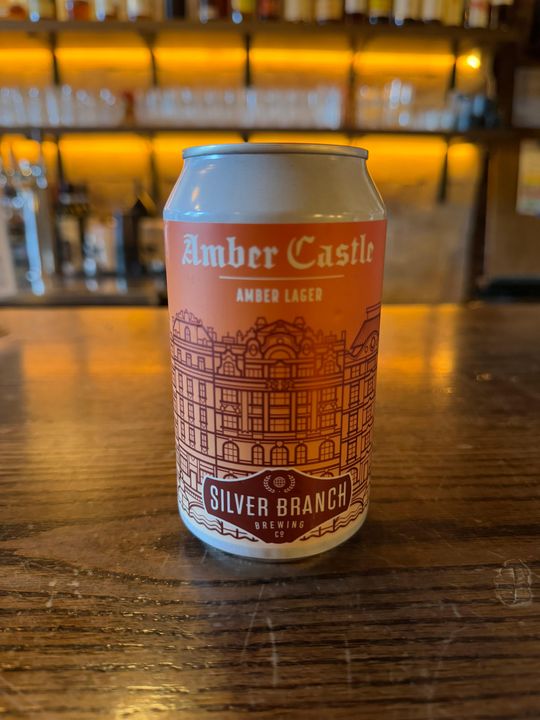 Amber Castle
AMBER LAGER
SILVER BRANCH
BREWING
CO